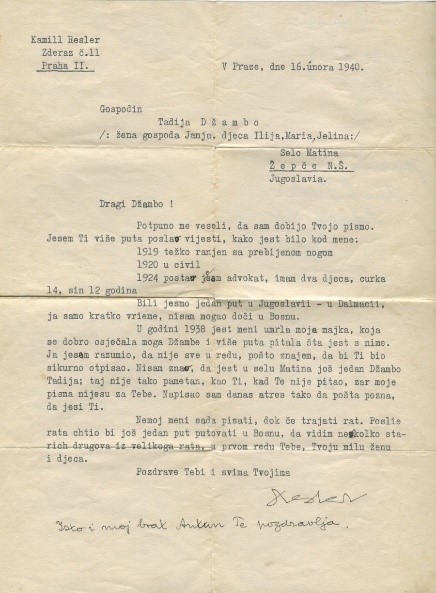 Kamill Resler
Zderaz č.11
Praha II.
V Praze, dne 16.února 1940.
Gospodin
Tadija D ž a m b o
/: žena gospođa Janja, djeca Ilija,Maria,Jelina:/
Selo Matina
Ž e p č e N.Š.
Jugoslavia.
Dragi Džambo !
Potpuno me veseli, da sam dobijo Tvojo pismo.
Jesem Ti više puta poslao vijesti, kako jest bilo kod mene:
1919 težko ranjen sa prebijenom nogom
1920 u civil
1924 postao jesam advokat, imam dva djeca, curka
14, sin 12 godina
Bili jesmo jedan put u Jugoslavii - u Dalmacii,
ja samo kratko vriene, nisam mogao doči u Bosnu.
U godini 1938 jest meni umrla moja majka, koja
se dobro osječala moga Džambe i više puta pitala šta jest s nime.
Ja jesam razumio, da nije sve u redu, pošto znajem, da bi Ti bio
sikurno otpisao. Nisam znao, da jest u selu Matina još jedan Džambo
Tadija; taj nije tako pametan, kao Ti, kad Te nije pitao, zar moje
pisma nijesu za Tebe. Napisao sam danas atres tako da pošta pozna,
da jesi Ti.
Nemoj meni sada pisati, dok če trajati rat. Poslie
rata chtio bi još jedan put putovati u Bosnu, da vidim nekolko sta-
rich drugova iz velikoga rata, u prvom redu Tebe, Tvoju milu ženu
i djeca.
Pozdrave Tebi i svima Tvojima
Resler
Isto i moj brat Antun Te pozdravlja.